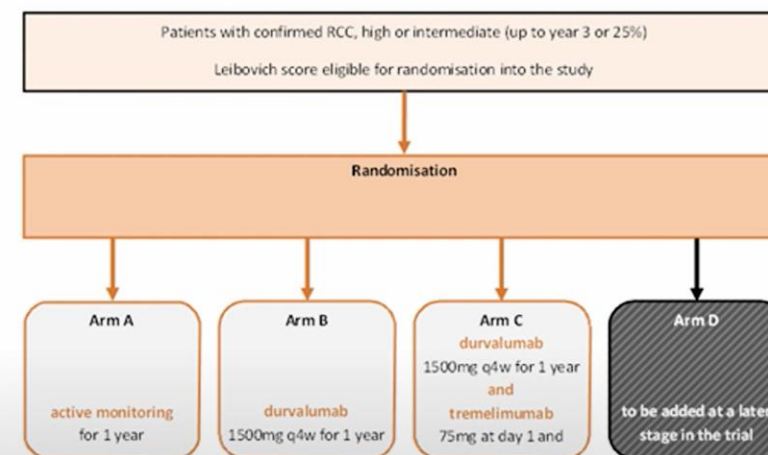 Patients with confirmed RCC, high or intermediate (up to year 3 or 25%)
Leibovich score eligible for randomisation into the study
Randomisation
Arm A
active monitoring
for 1 year
Arm B
durvalumab
1500mg q4w for 1 year
Arm C
durvalumab
1500mg q4w for 1 year
and
tremelimumab
75mg at day 1 and
Arm D
to be added at a later
stage in the trial